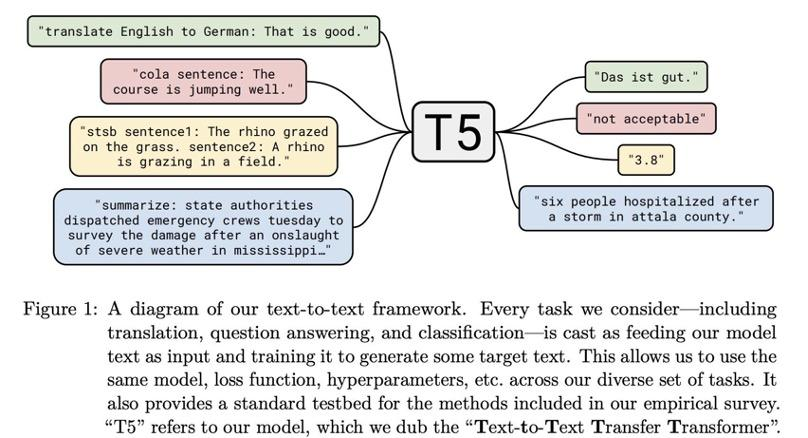 "translate English to German: That is good."
"cola sentence: The
course is jumping well."
"stsb sentence1: The rhino grazed
on the grass. sentence2: A rhino
is grazing in a field."
"summarize: state authorities
dispatched emergency crews tuesday to
survey the damage after an onslaught
of severe weather in mississippi…"
T5
"Das ist gut."
"not acceptable"
"3.8"
"six people hospitalized after
a storm in attala county."
Figure 1: A diagram of our text-to-text framework. Every task we consider—including
translation, question answering, and classification—is cast as feeding our model
text as input and training it to generate some target text. This allows us to use the
same model, loss function, hyperparameters, etc. across our diverse set of tasks. It
also provides a standard testbed for the methods included in our empirical survey.
“T5” refers to our model, which we dub the “Text-to-Text Transfer Transformer”.